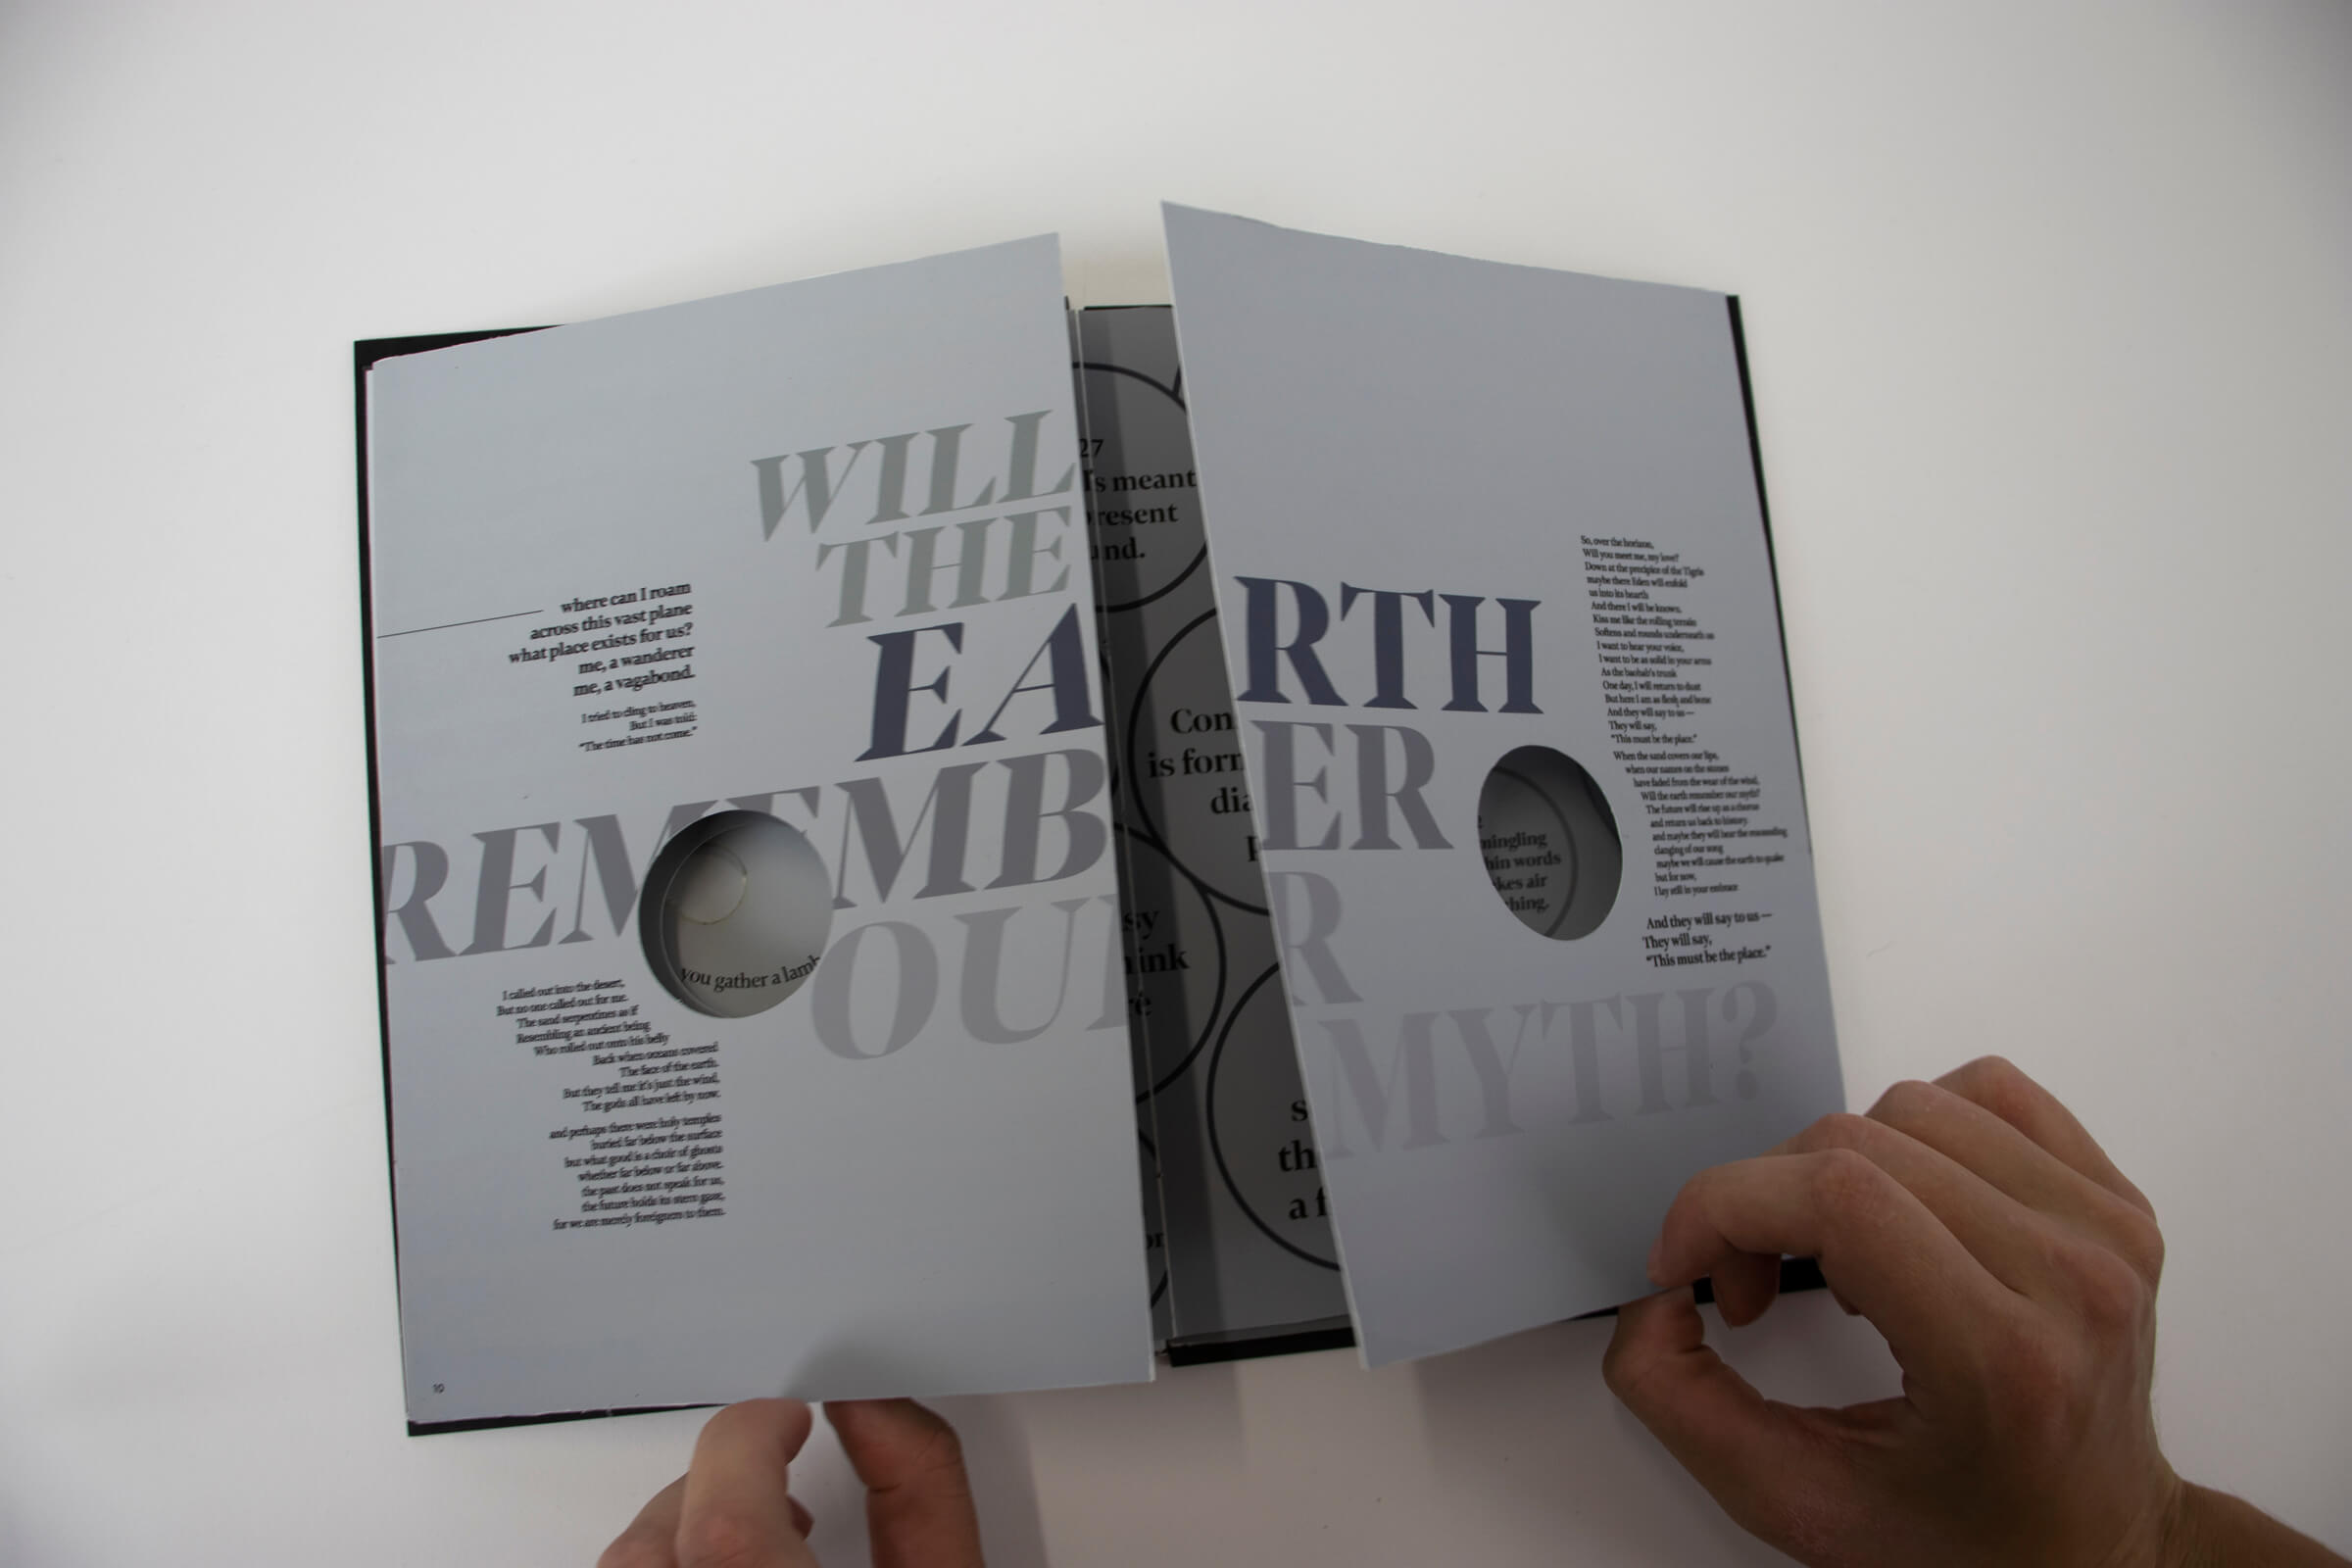 WILL
THE
EARTH
REMEMBER
OUR
MYTH?
where can I roam
across this vast plane
what place exists for us?
me, a wanderer
me, a vagabond.
I tried to cling to heaven,
But I was told:
"The time has not come."
you gather a lamb
I called out into the desert,
But no one called out for me.
The sand serpentines as if
Resembling an ancient being
Who rolled out onto his belly
Back when oceans covered
The face of the earth.
But they tell me it's just the wind,
The gods all have left by now.
and perhaps there were holy temples
buried far below the surface
but what good is a choir of ghosts
whether far below or far above.
the past does not speak for us,
the future holds its stern gaze,
for we are merely foreigners to them.
10
27
is meant
present
und.
Con
is form
dia
sy
hink
re
s
th
a f
or
So, over the horizon,
Will you meet me, my love?
Down at the precipice of the Tigris
maybe there Eden will enfold
us into its hearth
And there I will be known.
Kiss me like the rolling terrain
Softens and rounds underneath us
I want to hear your voice,
I want to be as solid in your arms
As the baobab's trunk
One day, I will return to dust
But here I am as flesh and bone
And they will say to us —
They will say,
"This must be the place."
When the sand covers our lips,
when our names on the stones
have faded from the wear of the wind,
Will the earth remember our myth?
The future will rise up as a chorus
and return us back to history.
and maybe they will hear the resounding
clanging of our song
maybe we will cause the earth to quake
but for now,
I lay still in your embrace
And they will say to us —
They will say,
"This must be the place."
mingling
hin words
kes air
thing.